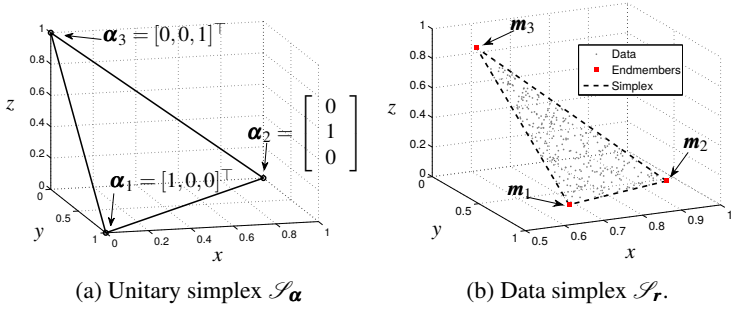 α₃ = [0,0,1]⊤
α₂ = [ 0 1 0 ]
α₁ = [1,0,0]⊤
1
0.8
0.6
0.4
0.2
0
z
0
0.5
1
y
0
0.2
0.4
0.6
0.8
1
x
(a) Unitary simplex 𝒮α
m₃
Data
Endmembers
Simplex
m₂
m₁
1
0.8
0.6
0.4
0.2
0
z
0
0.5
1
y
0.5
0.6
0.7
0.8
0.9
1
x
(b) Data simplex 𝒮r.